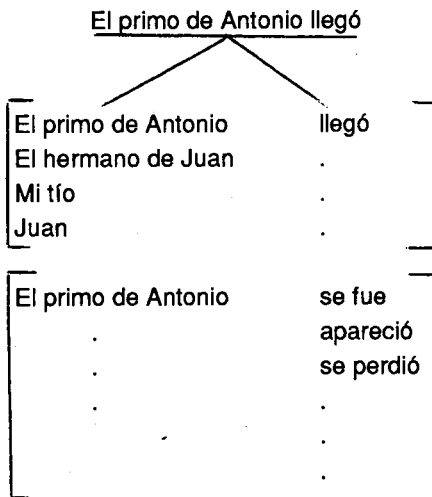 El primo de Antonio llegó
El primo de Antonio llegó
El hermano de Juan .
Mi tío .
Juan .
El primo de Antonio se fue
. apareció
. se perdió
. .
.
.